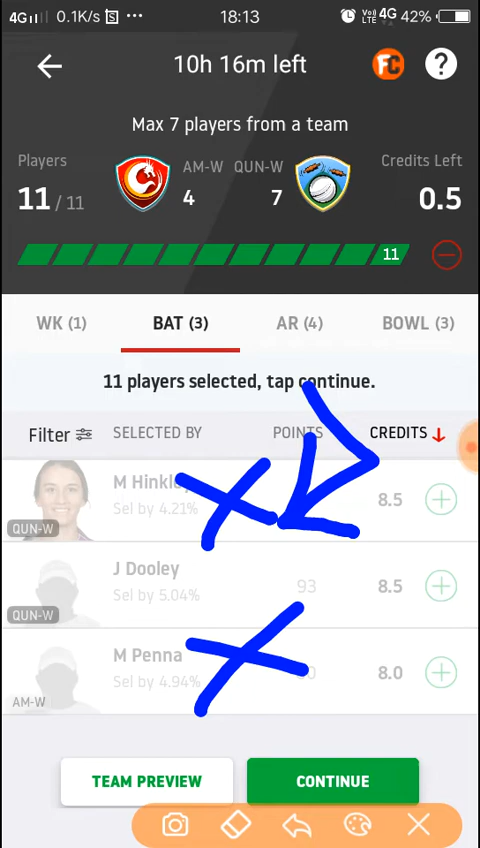 4G 0.1K/s S ... 18:13 Vo) LTE 4G 42%
10h 16m left FC ?
Max 7 players from a team
Players AM-W QUN-W Credits Left
11 / 11 4 7 0.5
11
WK (1) BAT (3) AR (4) BOWL (3)
11 players selected, tap continue.
Filter SELECTED BY POINTS CREDITS
Sel by 4.21% 8.5
QUN-W
J Dooley
Sel by 5.04% 93 8.5
QUN-W
M Penna
Sel by 4.94% 8.0
AM-W
TEAM PREVIEW CONTINUE